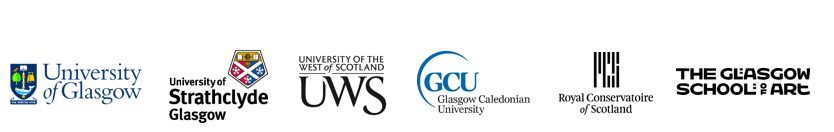 University
of Glasgow
University of
Strathclyde
Glasgow
UNIVERSITY OF THE
WEST of SCOTLAND
UWS
GCU
Glasgow Caledonian
University
Royal Conservatoire
of Scotland
THE GLASGOW
SCHOOL OF ART